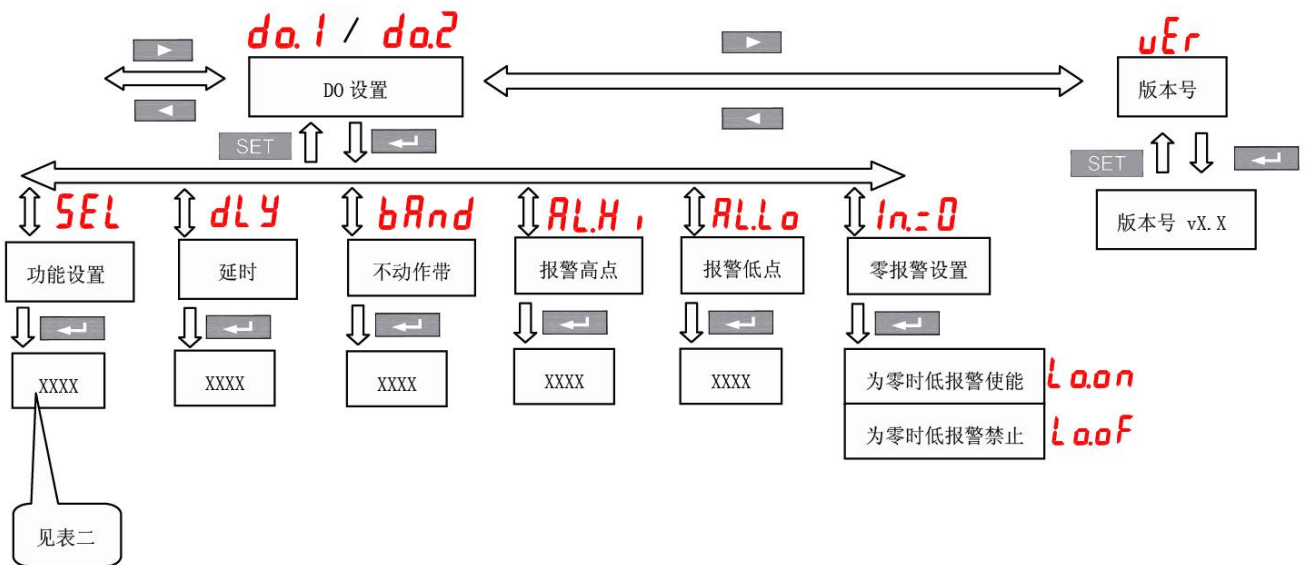 do.1 / do.2
DO 设置
SET
vEr
版本号
SET
版本号 vX.X
SEL
dLY
bAnd
AL.Hi
AL.Lo
In.=0
功能设置
延时
不动作带
报警高点
报警低点
零报警设置
XXXX
XXXX
XXXX
XXXX
XXXX
为零时低报警使能
Lo.on
为零时低报警禁止
Lo.oF
见表二